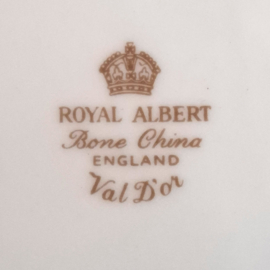 ROYAL ALBERT
Bone China
ENGLAND
Val D'or